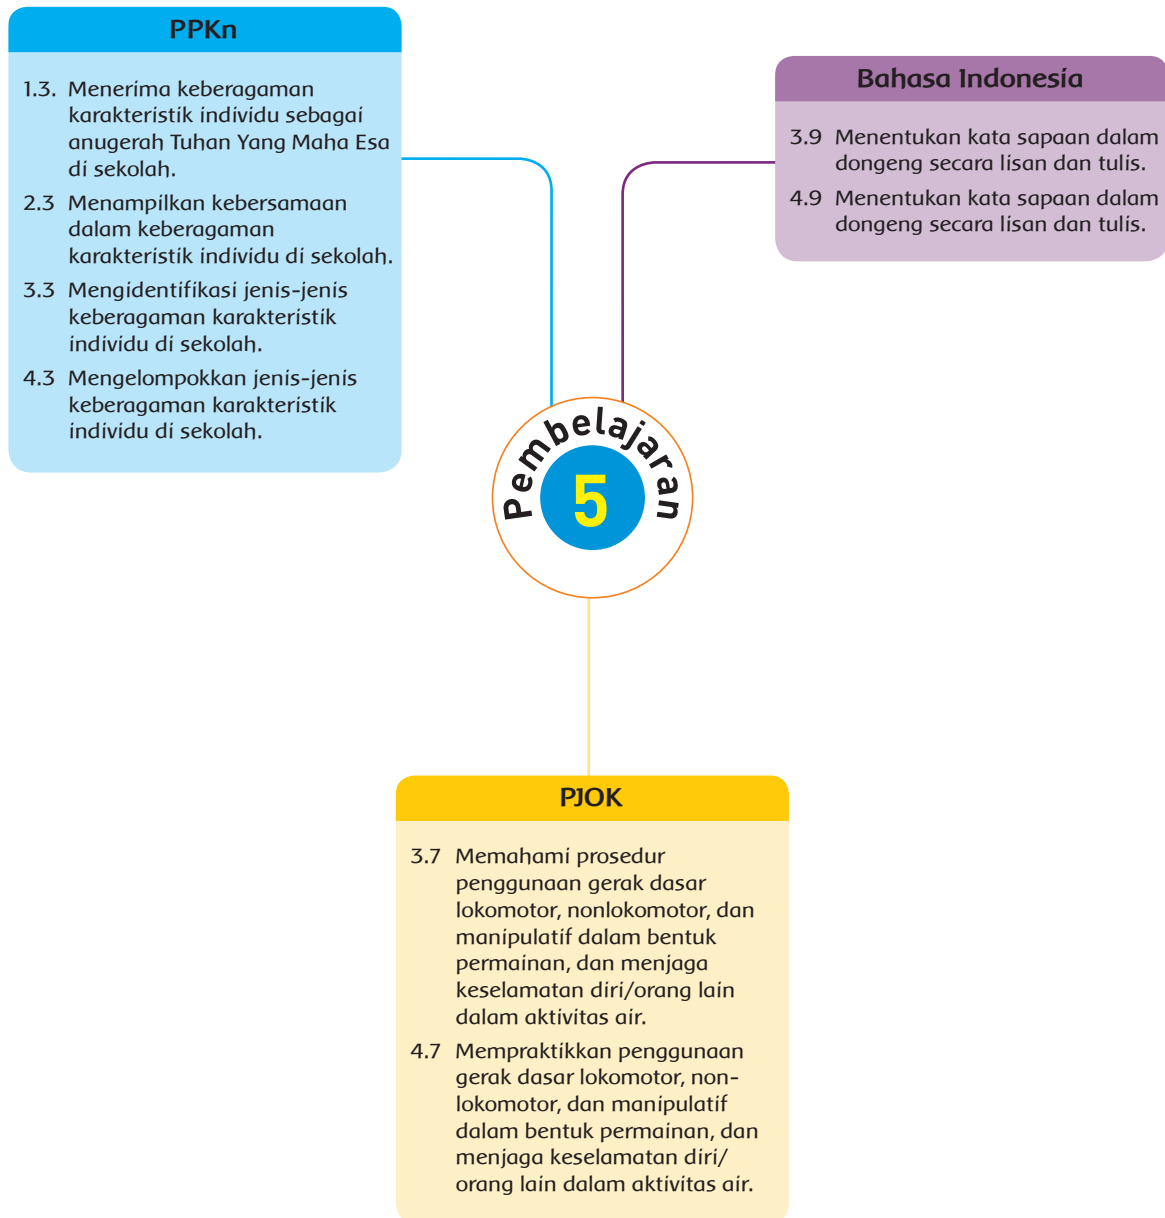 PPKn
1.3. Menerima keberagaman
karakteristik individu sebagai
anugerah Tuhan Yang Maha Esa
di sekolah.
2.3 Menampilkan kebersamaan
dalam keberagaman
karakteristik individu di sekolah.
3.3 Mengidentifikasi jenis-jenis
keberagaman karakteristik
individu di sekolah.
4.3 Mengelompokkan jenis-jenis
keberagaman karakteristik
individu di sekolah.
Bahasa Indonesia
3.9 Menentukan kata sapaan dalam
dongeng secara lisan dan tulis.
4.9 Menentukan kata sapaan dalam
dongeng secara lisan dan tulis.
Pembelajaran
5
PJOK
3.7 Memahami prosedur
penggunaan gerak dasar
lokomotor, nonlokomotor, dan
manipulatif dalam bentuk
permainan, dan menjaga
keselamatan diri/orang lain
dalam aktivitas air.
4.7 Mempraktikkan penggunaan
gerak dasar lokomotor, non-
lokomotor, dan manipulatif
dalam bentuk permainan, dan
menjaga keselamatan diri/
orang lain dalam aktivitas air.